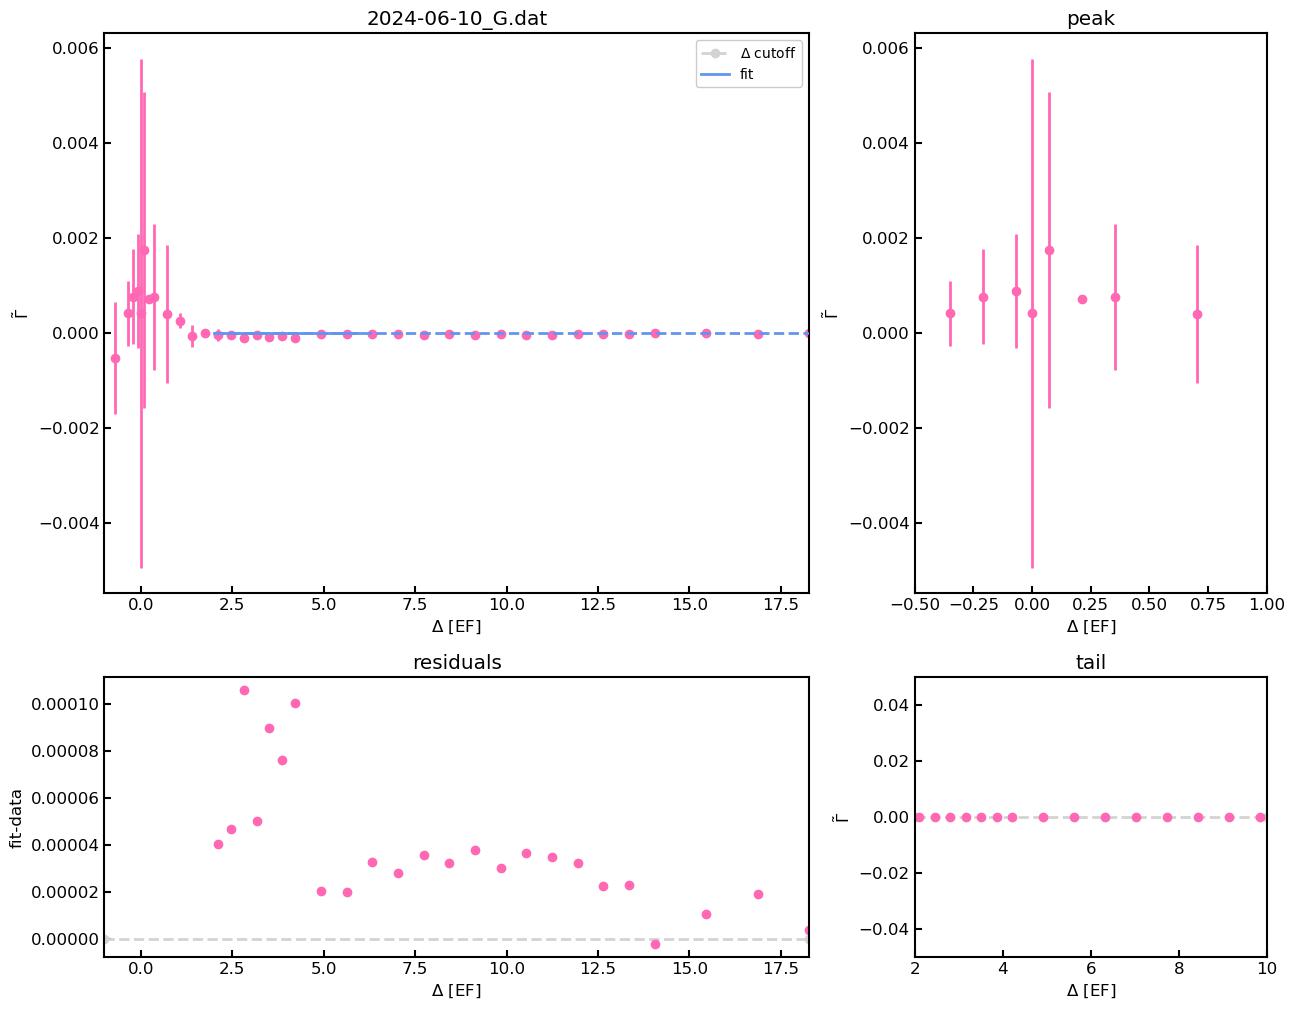 2024-06-10_G.dat
0.006
0.004
0.002
0.000
−0.002
−0.004
Γ̃
Δ cutoff
fit
0.0 2.5 5.0 7.5 10.0 12.5 15.0 17.5
Δ [EF]
peak
0.006
0.004
0.002
0.000
−0.002
−0.004
Γ̃
−0.50 −0.25 0.00 0.25 0.50 0.75 1.00
Δ [EF]
residuals
0.00010
0.00008
0.00006
0.00004
0.00002
0.00000
fit-data
0.0 2.5 5.0 7.5 10.0 12.5 15.0 17.5
Δ [EF]
tail
0.04
0.02
0.00
−0.02
−0.04
Γ̃
2 4 6 8 10
Δ [EF]